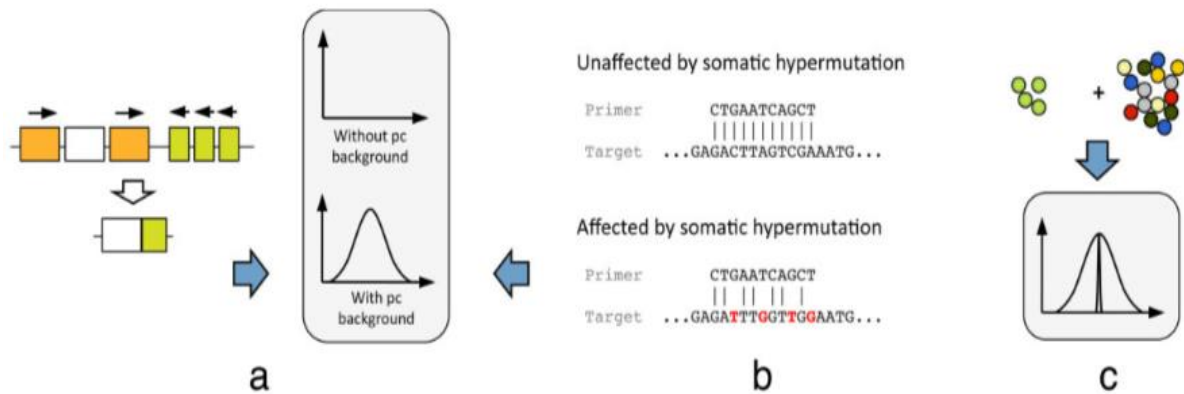 Without pc
background
With pc
background
a
Unaffected by somatic hypermutation
Primer CTGAATCAGCT
Target ...GAGACTTAGTCGAAATG...
Affected by somatic hypermutation
Primer CTGAATCAGCT
Target ...GAGATTTGGTTGGAATG...
b
+
c